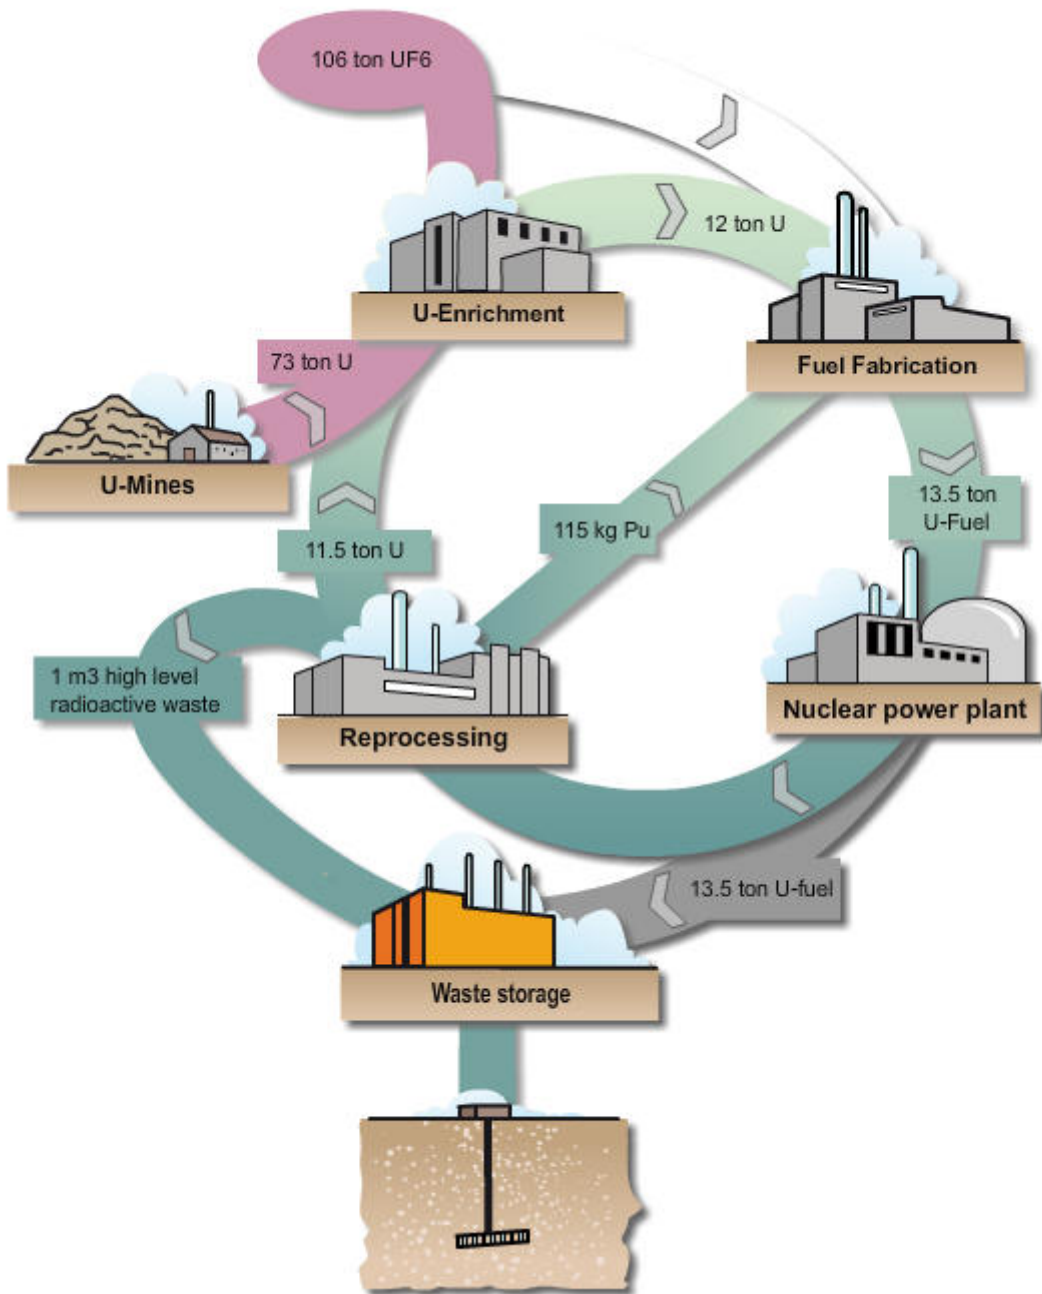 106 ton UF6
12 ton U
U-Enrichment
73 ton U
Fuel Fabrication
U-Mines
11.5 ton U
115 kg Pu
13.5 ton
U-Fuel
1 m3 high level
radioactive waste
Reprocessing
Nuclear power plant
13.5 ton U-fuel
Waste storage